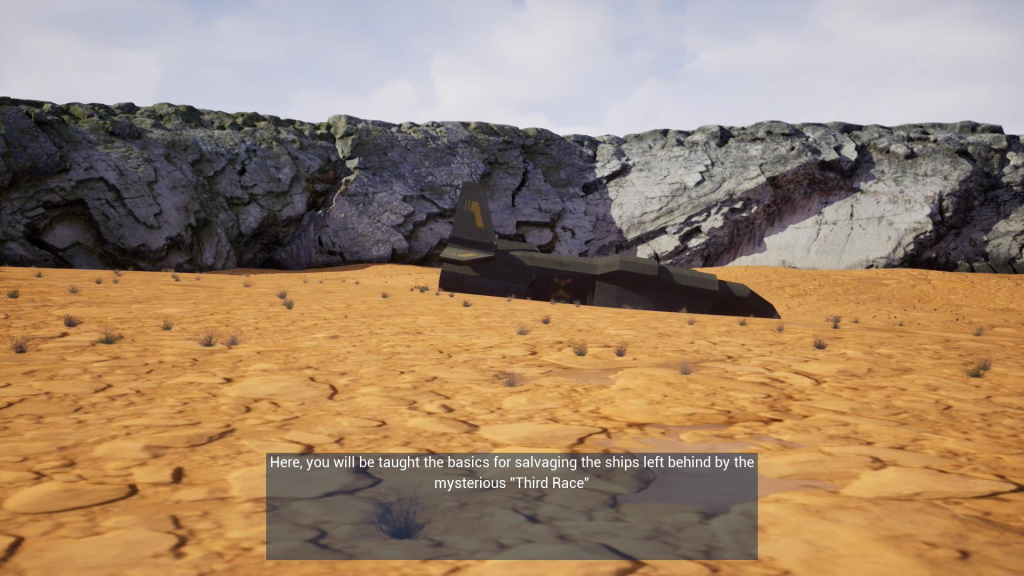 Here, you will be taught the basics for salvaging the ships left behind by the
mysterious "Third Race"